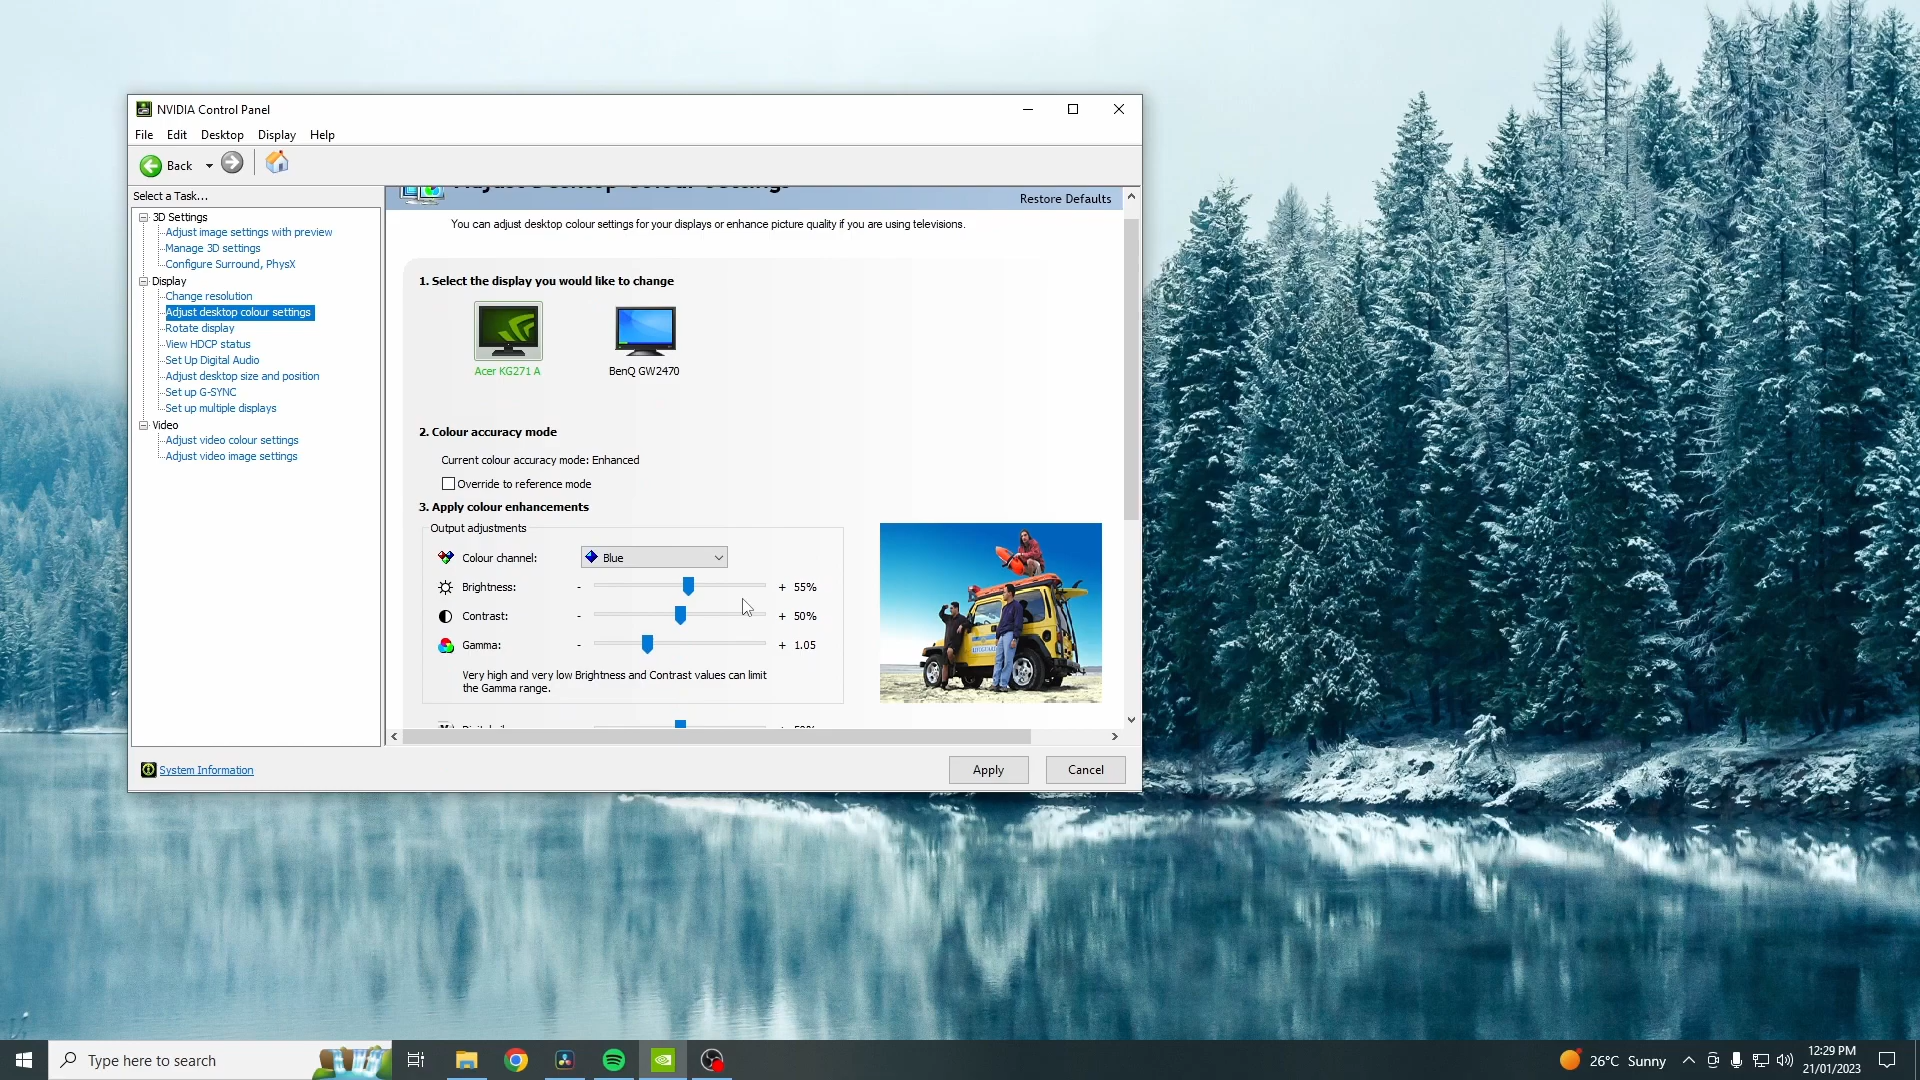 NVIDIA Control Panel
File Edit Desktop Display Help
Back
Select a Task...
3D Settings
Adjust image settings with preview
Manage 3D settings
Configure Surround, PhysX
Display
Change resolution
Adjust desktop colour settings
Rotate display
View HDCP status
Set Up Digital Audio
Adjust desktop size and position
Set up G-SYNC
Set up multiple displays
Video
Adjust video colour settings
Adjust video image settings
Adjust Desktop Colour Settings
Restore Defaults
You can adjust desktop colour settings for your displays or enhance picture quality if you are using televisions.
1. Select the display you would like to change
Acer KG271 A
BenQ GW2470
2. Colour accuracy mode
Current colour accuracy mode: Enhanced
Override to reference mode
3. Apply colour enhancements
Output adjustments
Colour channel: Blue
Brightness: - + 55%
Contrast: - + 50%
Gamma: - + 1.05
Very high and very low Brightness and Contrast values can limit
the Gamma range.
System Information
Apply
Cancel
Type here to search
26°C Sunny
12:29 PM
21/01/2023